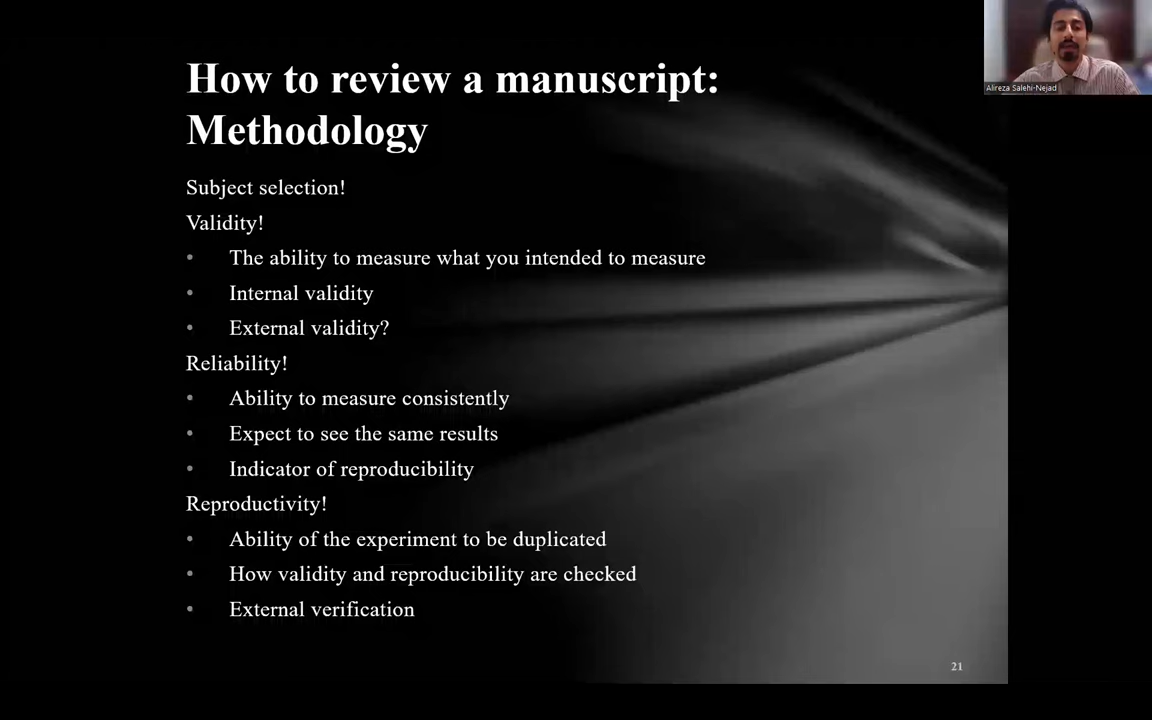 How to review a manuscript:
Methodology
Alireza Salehi-Nejad
Subject selection!
Validity!
• The ability to measure what you intended to measure
• Internal validity
• External validity?
Reliability!
• Ability to measure consistently
• Expect to see the same results
• Indicator of reproducibility
Reproductivity!
• Ability of the experiment to be duplicated
• How validity and reproducibility are checked
• External verification
21